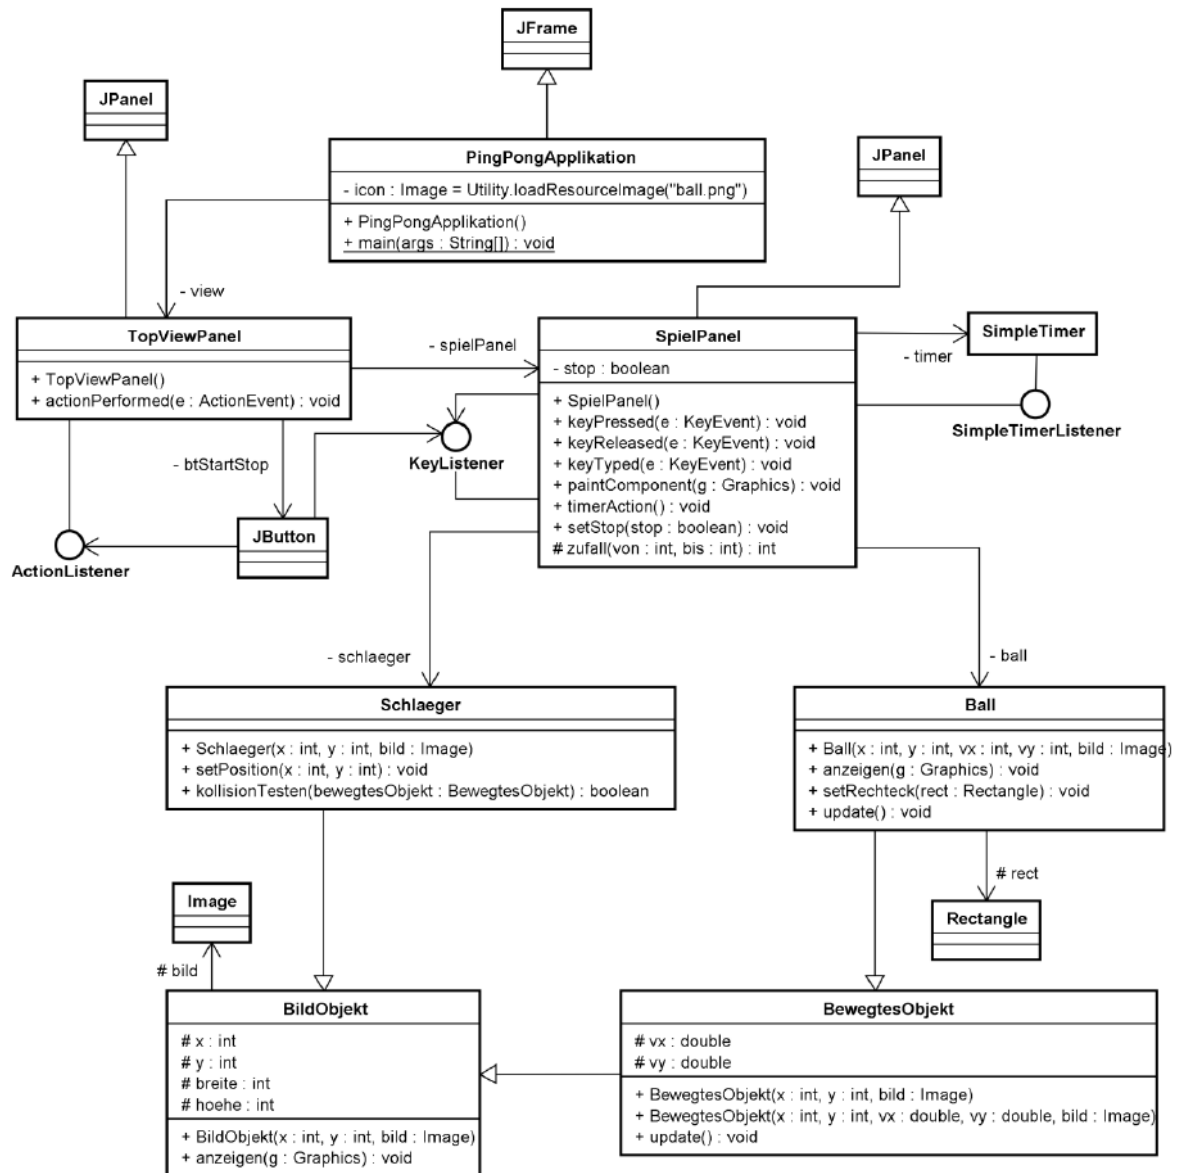 JFrame
JPanel
PingPongApplikation
- icon : Image = Utility.loadResourceImage("ball.png")
+ PingPongApplikation()
+ main(args : String[]) : void
JPanel
- view
TopViewPanel
+ TopViewPanel()
+ actionPerformed(e : ActionEvent) : void
- spielPanel
SpielPanel
- stop : boolean
+ SpielPanel()
+ keyPressed(e : KeyEvent) : void
+ keyReleased(e : KeyEvent) : void
+ keyTyped(e : KeyEvent) : void
+ paintComponent(g : Graphics) : void
+ timerAction() : void
+ setStop(stop : boolean) : void
# zufall(von : int, bis : int) : int
SimpleTimer
- timer
SimpleTimerListener
KeyListener
- btStartStop
JButton
ActionListener
- schlaeger
- ball
Schlaeger
+ Schlaeger(x : int, y : int, bild : Image)
+ setPosition(x : int, y : int) : void
+ kollisionTesten(bewegtesObjekt : BewegtesObjekt) : boolean
Ball
+ Ball(x : int, y : int, vx : int, vy : int, bild : Image)
+ anzeigen(g : Graphics) : void
+ setRechteck(rect : Rectangle) : void
+ update() : void
# rect
Rectangle
Image
# bild
BildObjekt
# x : int
# y : int
# breite : int
# hoehe : int
+ BildObjekt(x : int, y : int, bild : Image)
+ anzeigen(g : Graphics) : void
BewegtesObjekt
# vx : double
# vy : double
+ BewegtesObjekt(x : int, y : int, bild : Image)
+ BewegtesObjekt(x : int, y : int, vx : double, vy : double, bild : Image)
+ update() : void